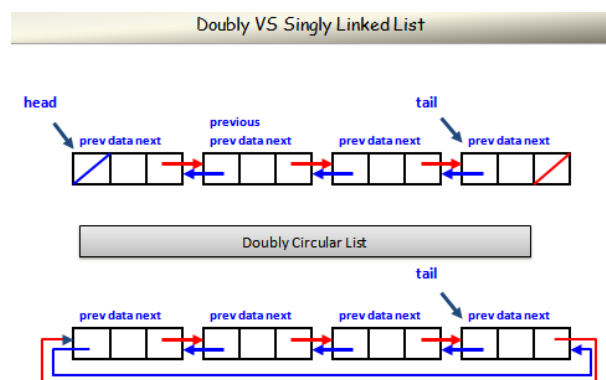 Doubly VS Singly Linked List
head
tail
previous
prev data next
prev data next
prev data next
prev data next
Doubly Circular List
tail
prev data next
prev data next
prev data next
prev data next